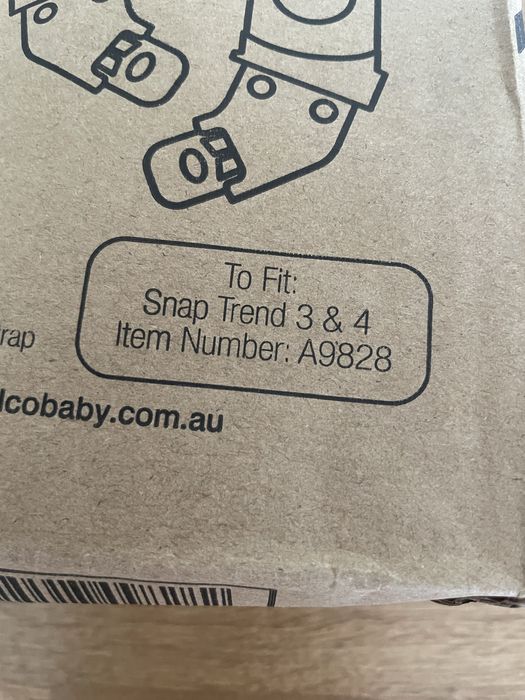 To Fit:
Snap Trend 3 & 4
Item Number: A9828
rap
lcobaby.com.au